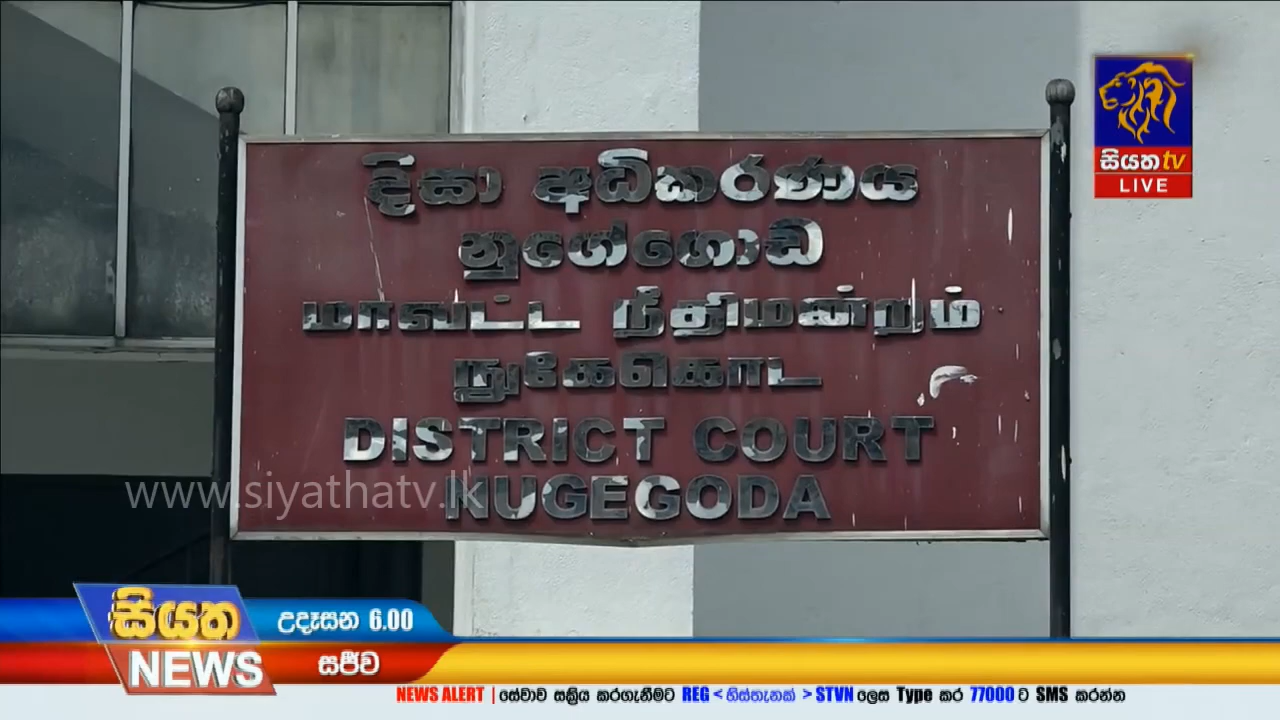 සියත tv
LIVE
දිසා අධිකරණය
නුගේගොඩ
மாவட்ட நீதிமன்றம்
நுகேகொட
DISTRICT COURT
NUGEGODA
www.siyathatv.lk
සියත
NEWS
උදෑසන 6.00
සජීව
NEWS ALERT | සේවාව සක්‍රිය කරගැනීමට REG < හිස්තැනක් > STVN ලෙස Type කර 77000 ට SMS කරන්න